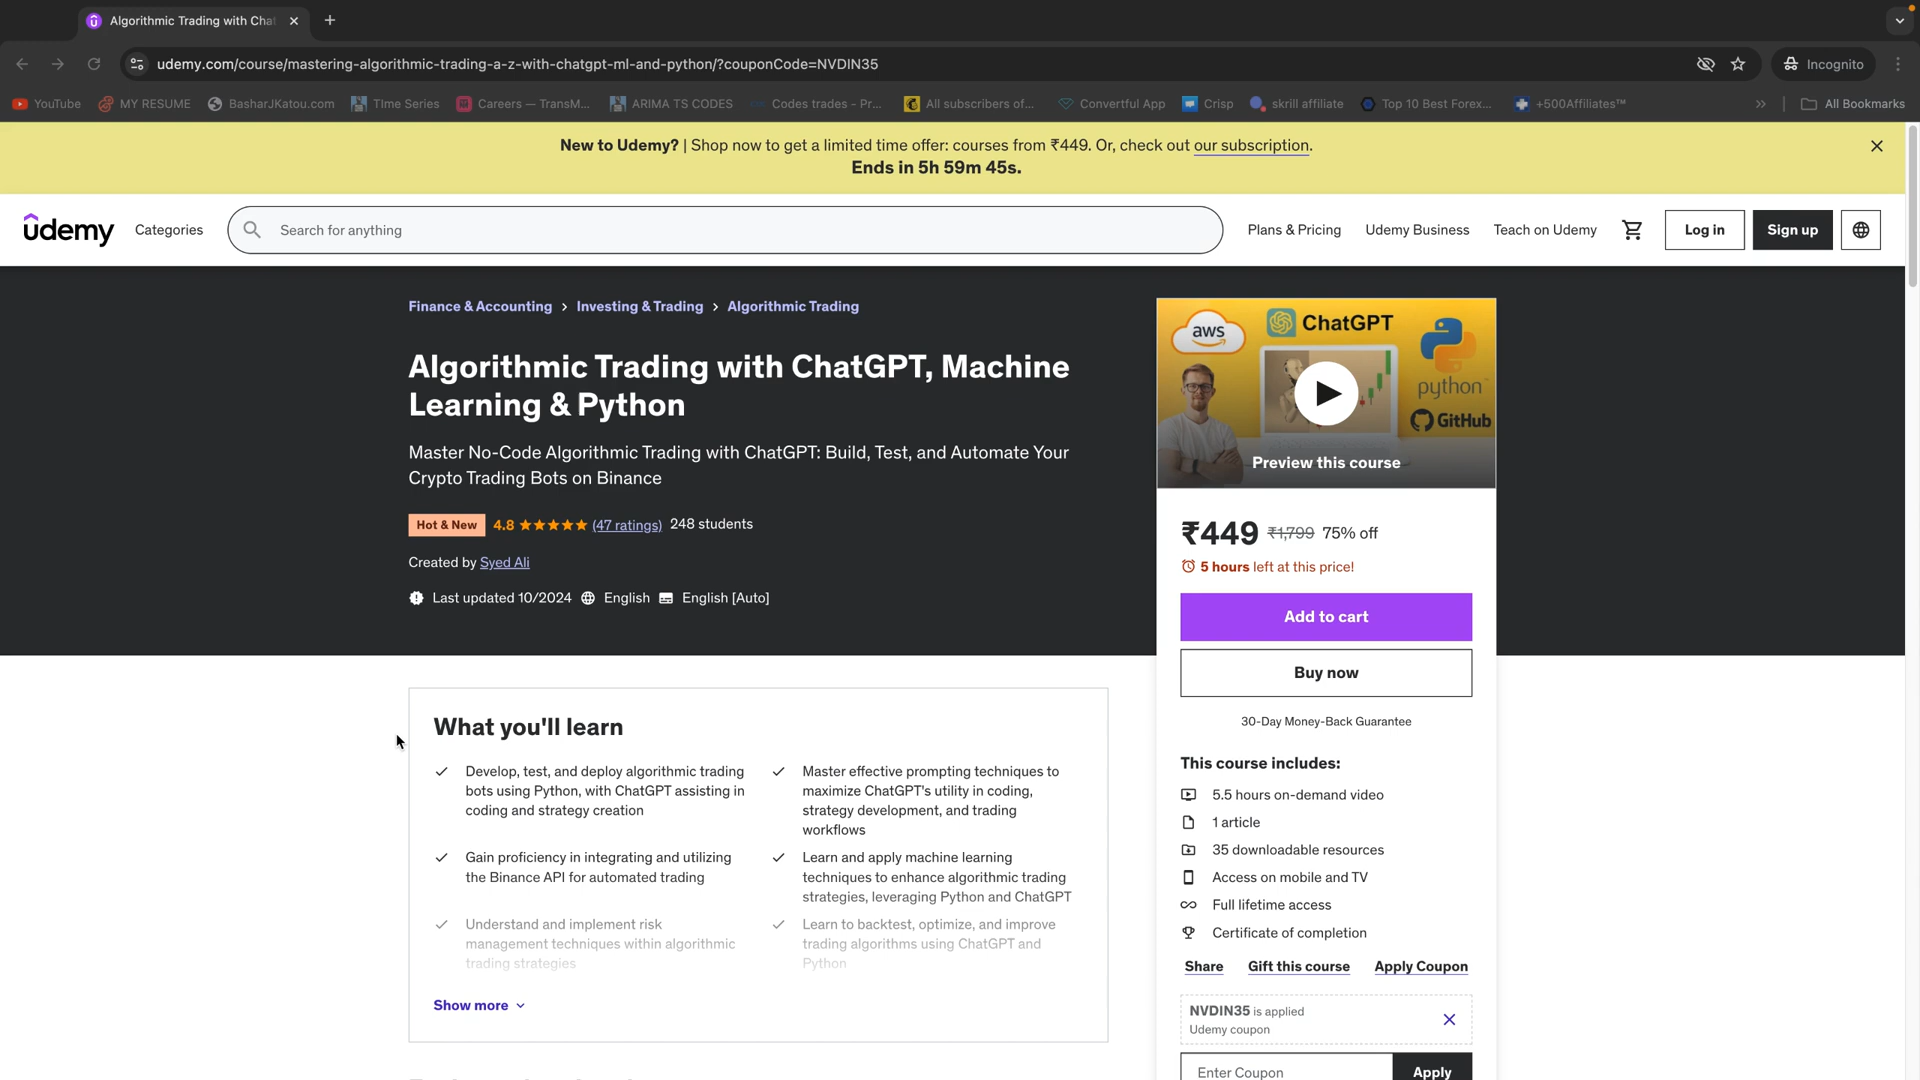 Algorithmic Trading with Chat
udemy.com/course/mastering-algorithmic-trading-a-z-with-chatgpt-ml-and-python/?couponCode=NVDIN35
Incognito
YouTube
MY RESUME
BasharJKatou.com
TIme Series
Careers — TransM...
ARIMA TS CODES
Codes trades - Pr...
All subscribers of...
Convertful App
Crisp
skrill affiliate
Top 10 Best Forex...
+500Affiliates™
All Bookmarks
New to Udemy? | Shop now to get a limited time offer: courses from ₹449. Or, check out our subscription.
Ends in 5h 59m 45s.
udemy
Categories
Search for anything
Plans & Pricing
Udemy Business
Teach on Udemy
Log in
Sign up
Finance & Accounting > Investing & Trading > Algorithmic Trading
Algorithmic Trading with ChatGPT, Machine
Learning & Python
Master No-Code Algorithmic Trading with ChatGPT: Build, Test, and Automate Your
Crypto Trading Bots on Binance
Hot & New 4.8 (47 ratings) 248 students
Created by Syed Ali
Last updated 10/2024 English English [Auto]
aws
ChatGPT
python
GitHub
Preview this course
₹449 ₹1,799 75% off
5 hours left at this price!
Add to cart
Buy now
30-Day Money-Back Guarantee
This course includes:
5.5 hours on-demand video
1 article
35 downloadable resources
Access on mobile and TV
Full lifetime access
Certificate of completion
Share
Gift this course
Apply Coupon
NVDIN35 is applied
Udemy coupon
Enter Coupon
Apply
What you'll learn
Develop, test, and deploy algorithmic trading
bots using Python, with ChatGPT assisting in
coding and strategy creation
Master effective prompting techniques to
maximize ChatGPT's utility in coding,
strategy development, and trading
workflows
Gain proficiency in integrating and utilizing
the Binance API for automated trading
Learn and apply machine learning
techniques to enhance algorithmic trading
strategies, leveraging Python and ChatGPT
Understand and implement risk
management techniques within algorithmic
trading strategies
Learn to backtest, optimize, and improve
trading algorithms using ChatGPT and
Python
Show more